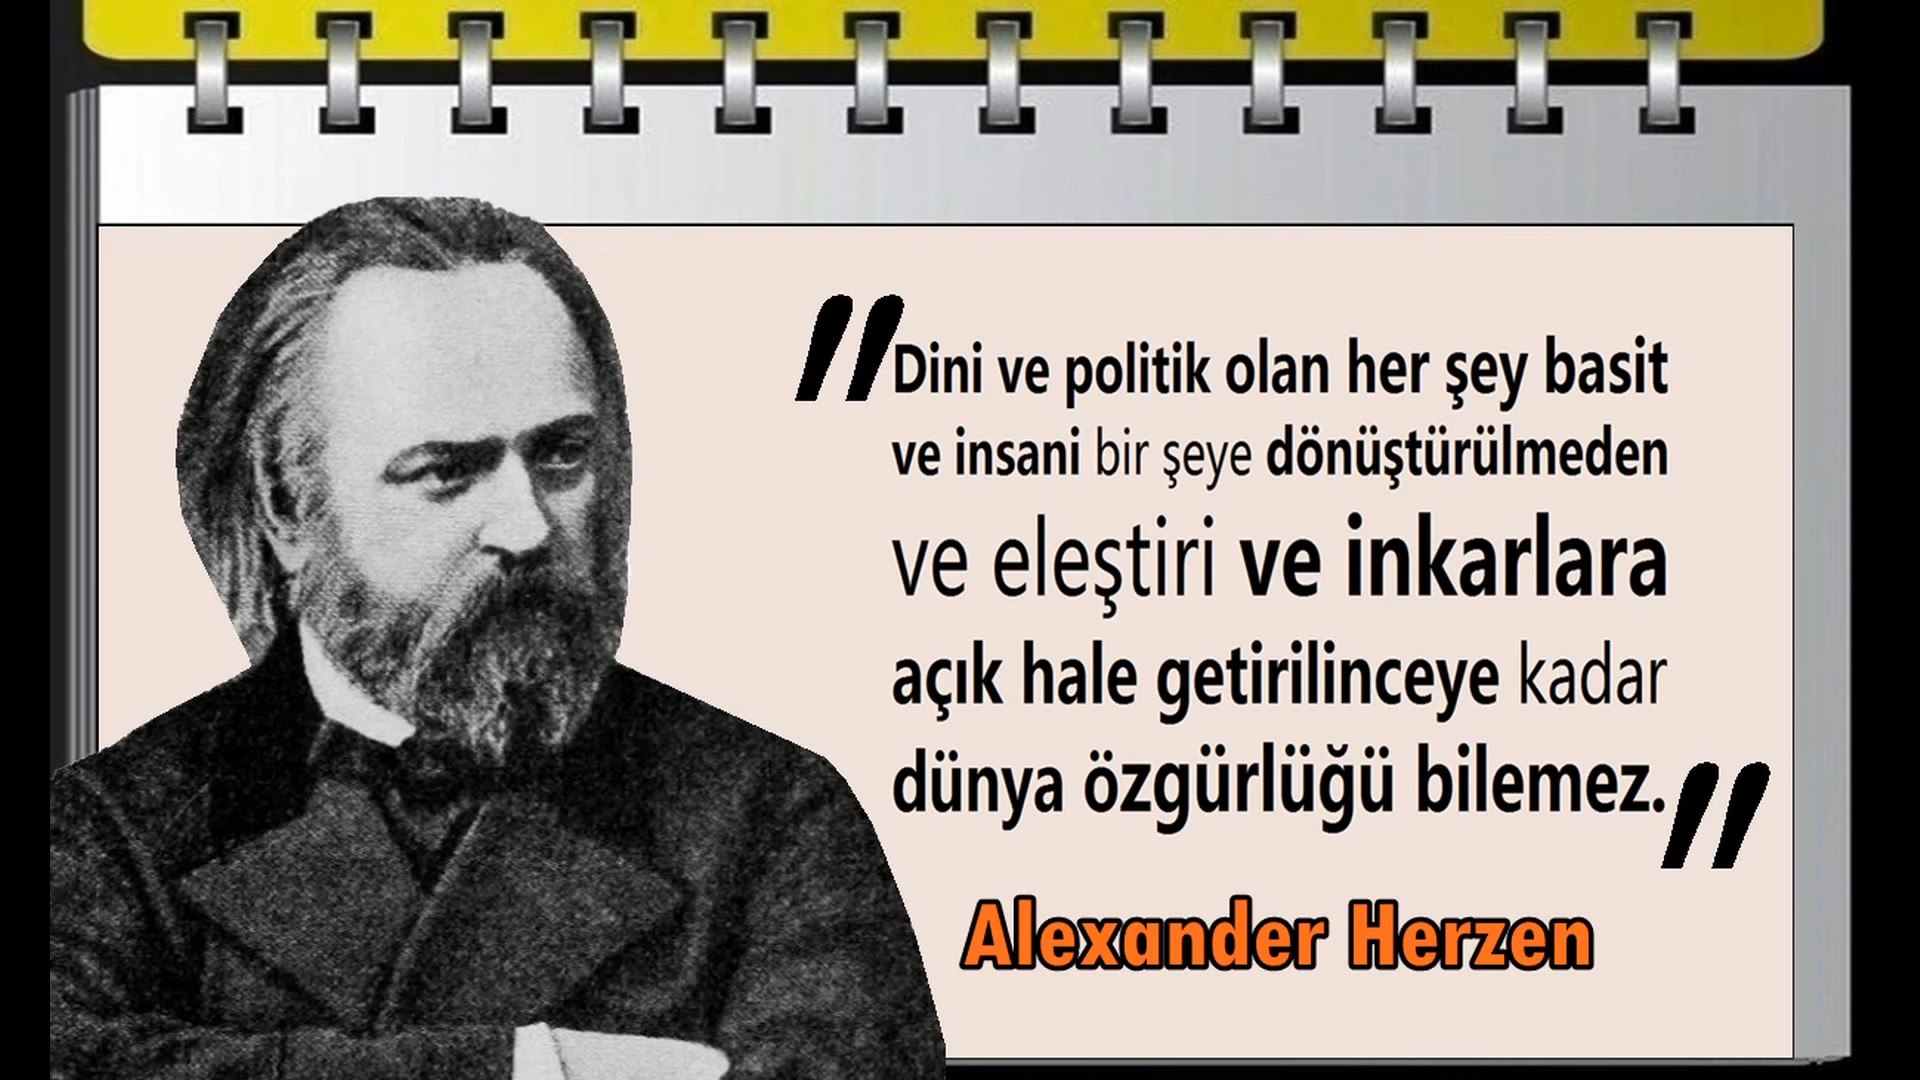 "Dini ve politik olan her şey basit
ve insani bir şeye dönüştürülmeden
ve eleştiri ve inkarlara
açık hale getirilinceye kadar
dünya özgürlüğü bilemez."
Alexander Herzen